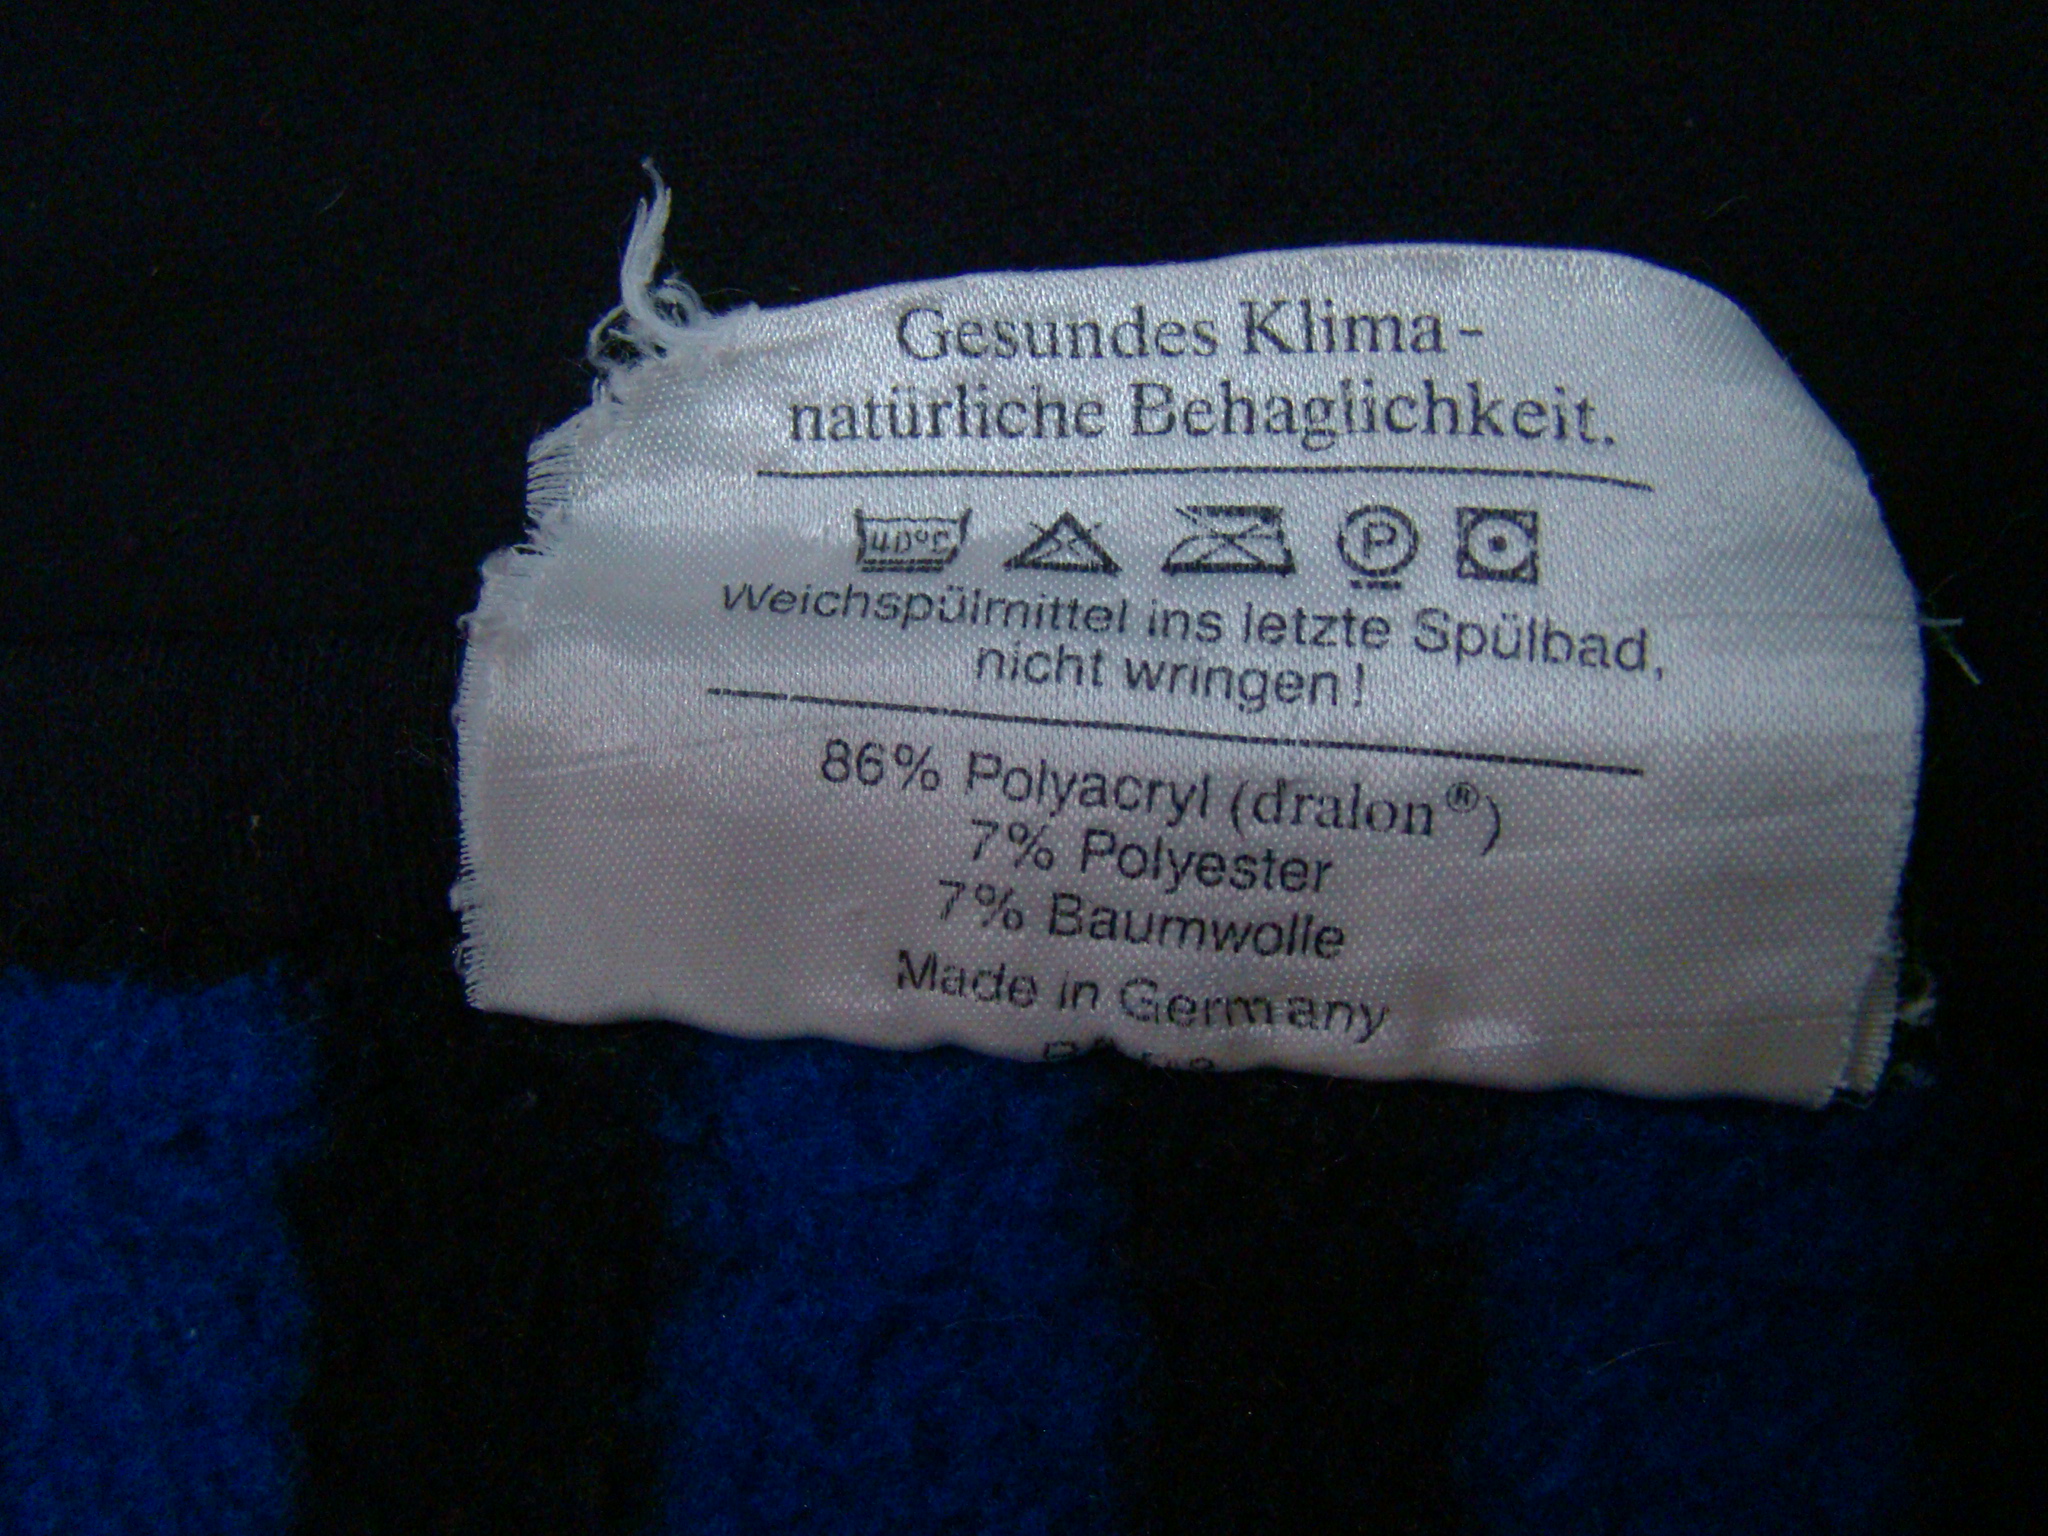 Gesundes Klima-
natürliche Behaglichkeit.
40°C P
Weichspülmittel ins letzte Spülbad,
nicht wringen!
86% Polyacryl (dralon®)
7% Polyester
7% Baumwolle
Made in Germany